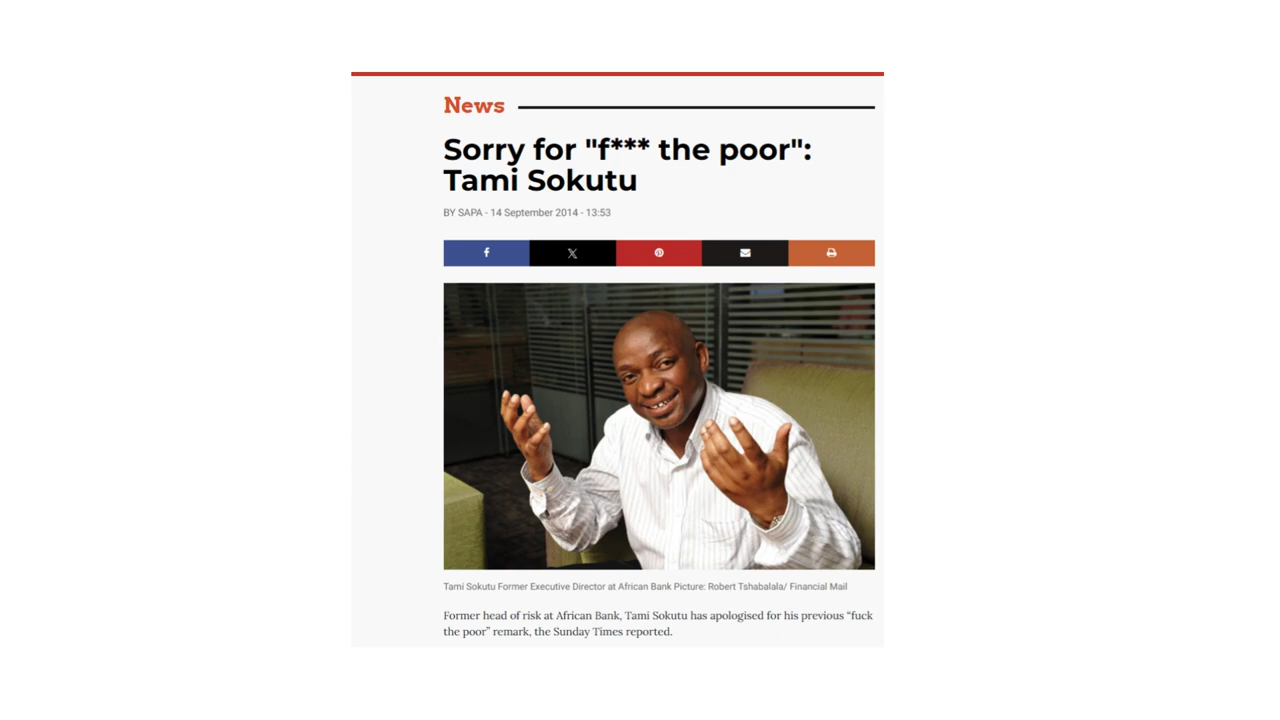 News
Sorry for "f*** the poor":
Tami Sokutu
BY SAPA - 14 September 2014 - 13:53
Tami Sokutu Former Executive Director at African Bank Picture: Robert Tshabalala/ Financial Mail
Former head of risk at African Bank, Tami Sokutu has apologised for his previous “fuck
the poor” remark, the Sunday Times reported.